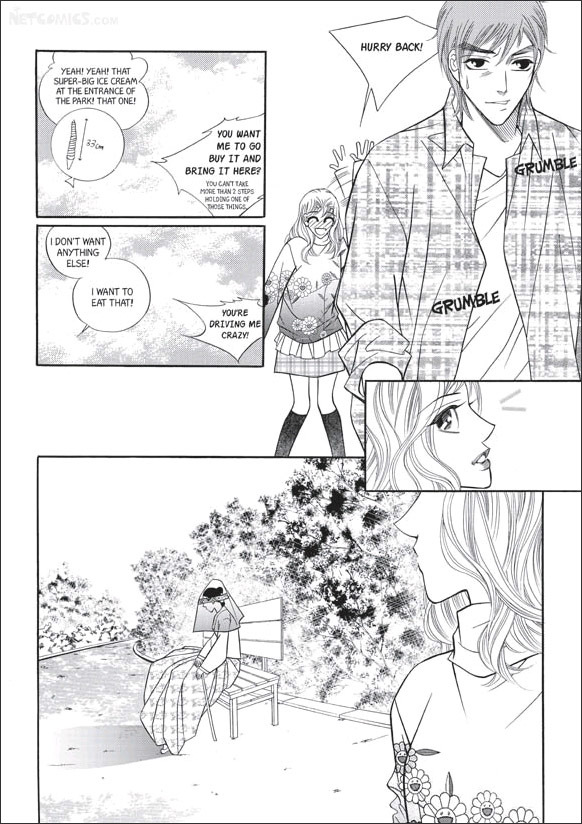 NETCOMICS.COM
YEAH! YEAH! THAT
SUPER-BIG ICE CREAM
AT THE ENTRANCE OF
THE PARK! THAT ONE!
33cm
YOU WANT
ME TO GO
BUY IT AND
BRING IT HERE?
YOU CAN'T TAKE
MORE THAN 2 STEPS
HOLDING ONE OF
THOSE THINGS.
HURRY BACK!
GRUMBLE
GRUMBLE
I DON'T WANT
ANYTHING
ELSE!
I WANT TO
EAT THAT!
YOU'RE
DRIVING ME
CRAZY!